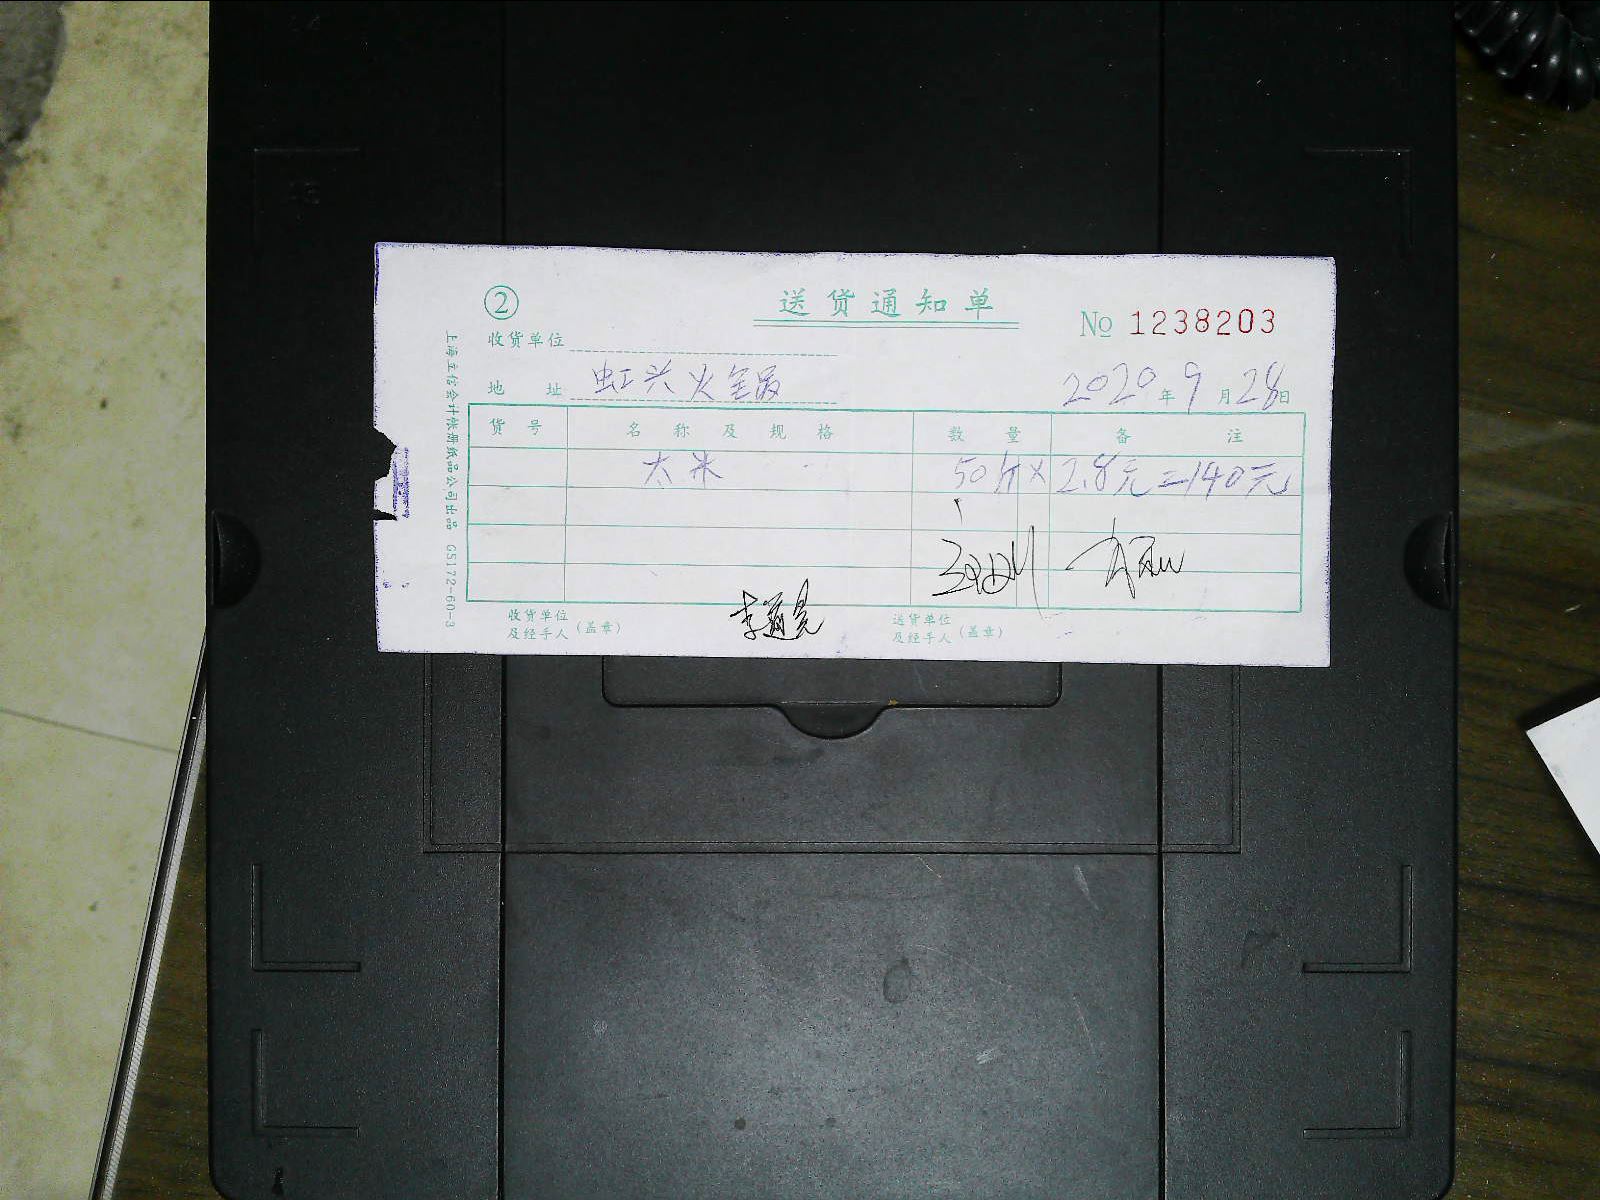 ② 送货通知单
№ 1238203
收货单位
地 址 虹兴火锅 2020年9月28日
货 号 名 称 及 规 格 数 量 备 注
大米 50斤× 2.8元=140元
收货单位及经手人(盖章)
送货单位及经手人(盖章)
上海立信会计帐册纸品公司出品 G5172-60-3